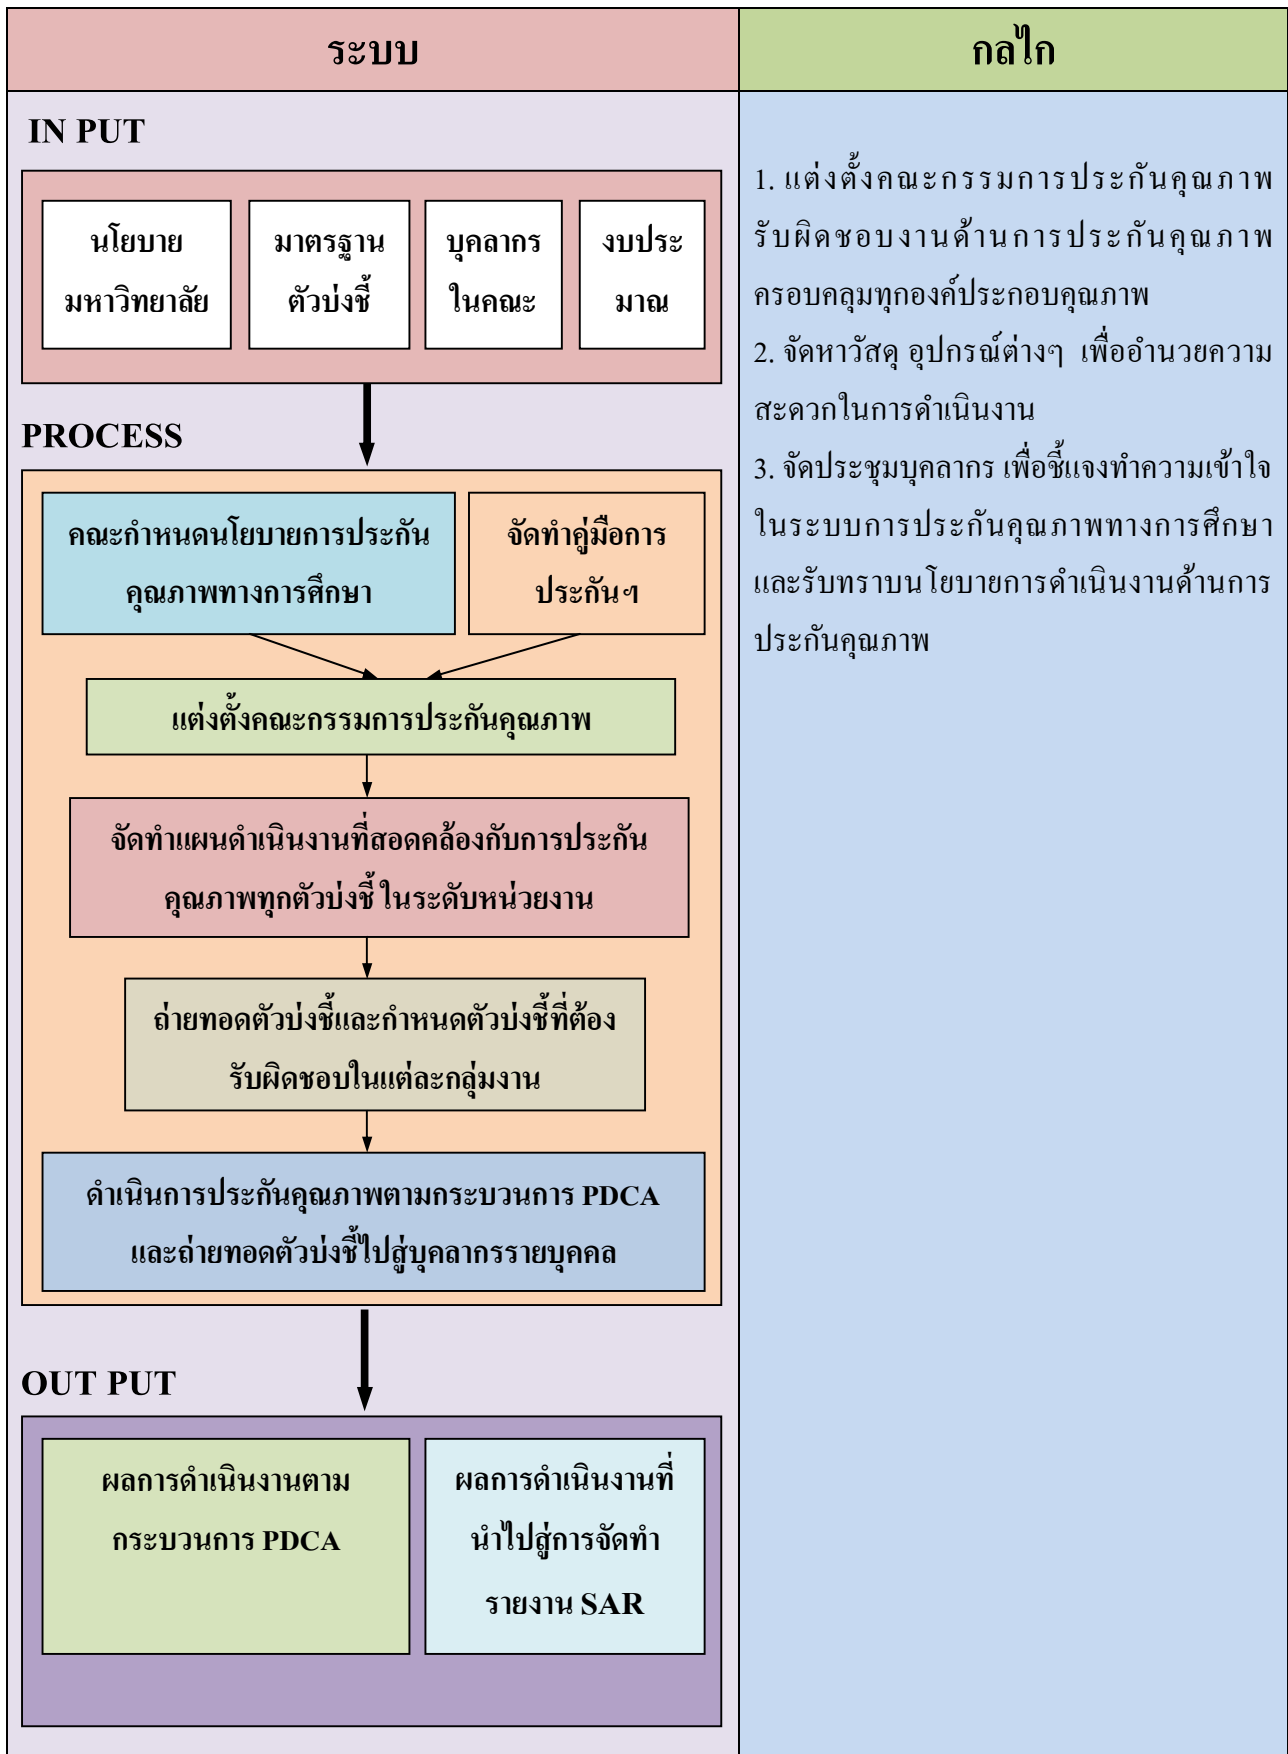 ระบบ
กลไก
IN PUT
นโยบาย
มหาวิทยาลัย
มาตรฐาน
ตัวบ่งชี้
บุคลากร
ในคณะ
งบประ
มาณ
PROCESS
คณะกำหนดนโยบายการประกัน
คุณภาพทางการศึกษา
จัดทำคู่มือการ
ประกันฯ
แต่งตั้งคณะกรรมการประกันคุณภาพ
จัดทำแผนดำเนินงานที่สอดคล้องกับการประกัน
คุณภาพทุกตัวบ่งชี้ ในระดับหน่วยงาน
ถ่ายทอดตัวบ่งชี้และกำหนดตัวบ่งชี้ที่ต้อง
รับผิดชอบในแต่ละกลุ่มงาน
ดำเนินการประกันคุณภาพตามกระบวนการ PDCA
และถ่ายทอดตัวบ่งชี้ไปสู่บุคลากรรายบุคคล
OUT PUT
ผลการดำเนินงานตาม
กระบวนการ PDCA
ผลการดำเนินงานที่
นำไปสู่การจัดทำ
รายงาน SAR
1. แต่งตั้งคณะกรรมการประกันคุณภาพ
รับผิดชอบงานด้านการประกันคุณภาพ
ครอบคลุมทุกองค์ประกอบคุณภาพ
2. จัดหาวัสดุ อุปกรณ์ต่างๆ เพื่ออำนวยความ
สะดวกในการดำเนินงาน
3. จัดประชุมบุคลากร เพื่อชี้แจงทำความเข้าใจ
ในระบบการประกันคุณภาพทางการศึกษา
และรับทราบนโยบายการดำเนินงานด้านการ
ประกันคุณภาพ